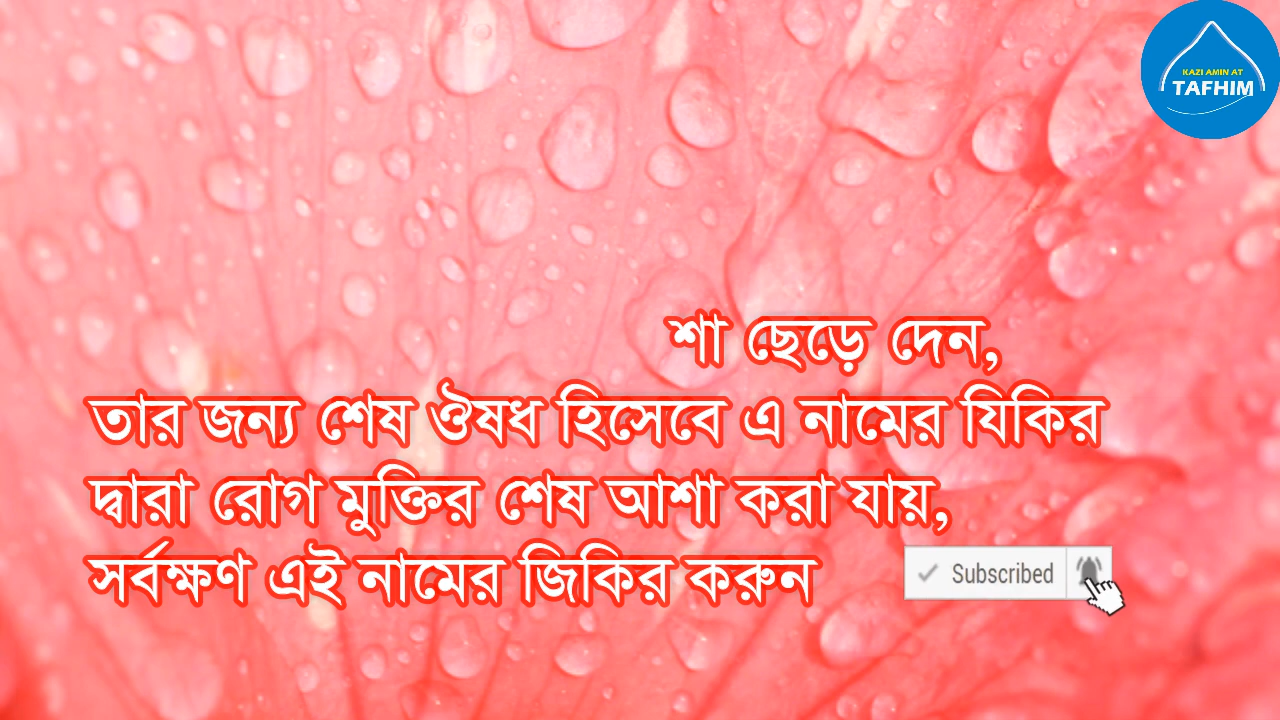 KAZI AMIN AT
TAFHIM
শা ছেড়ে দেন,
তার জন্য শেষ ঔষধ হিসেবে এ নামের যিকির
দ্বারা রোগ মুক্তির শেষ আশা করা যায়,
সর্বক্ষণ এই নামের জিকির করুন
Subscribed